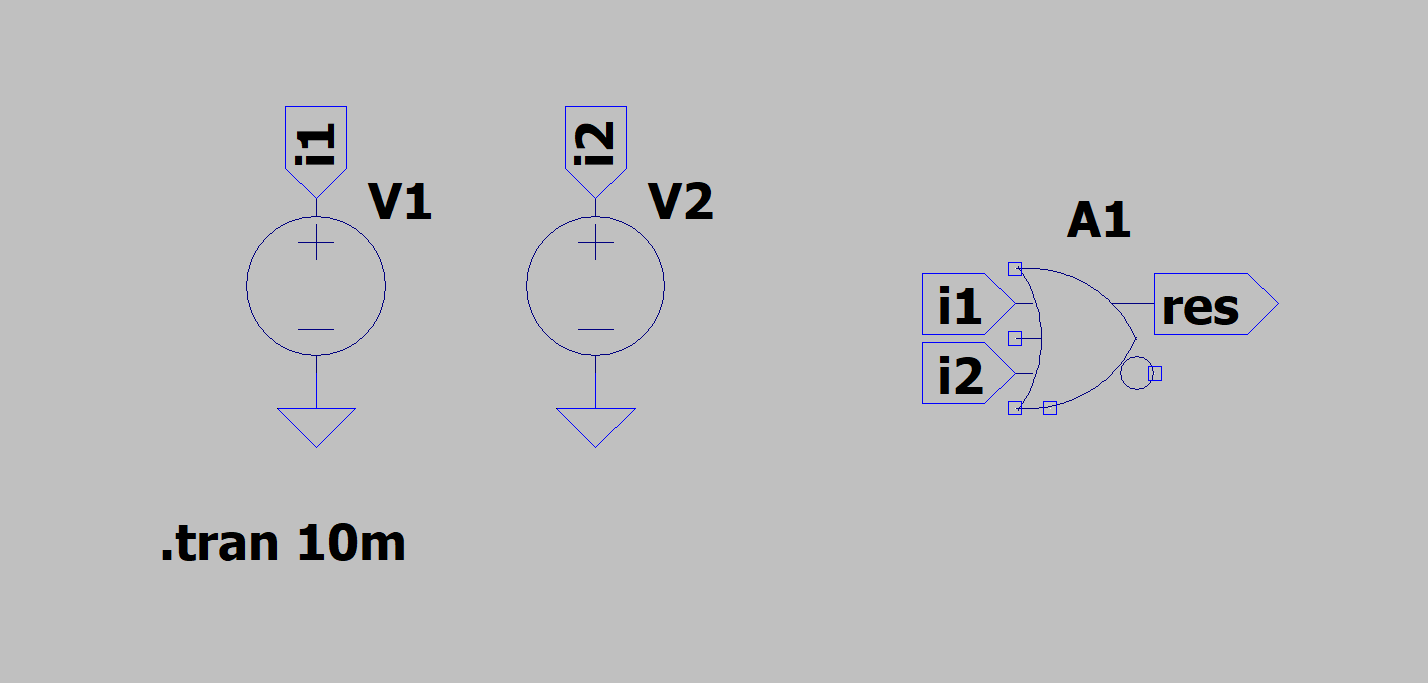 i1
V1
i2
V2
A1
i1
i2
res
.tran 10m